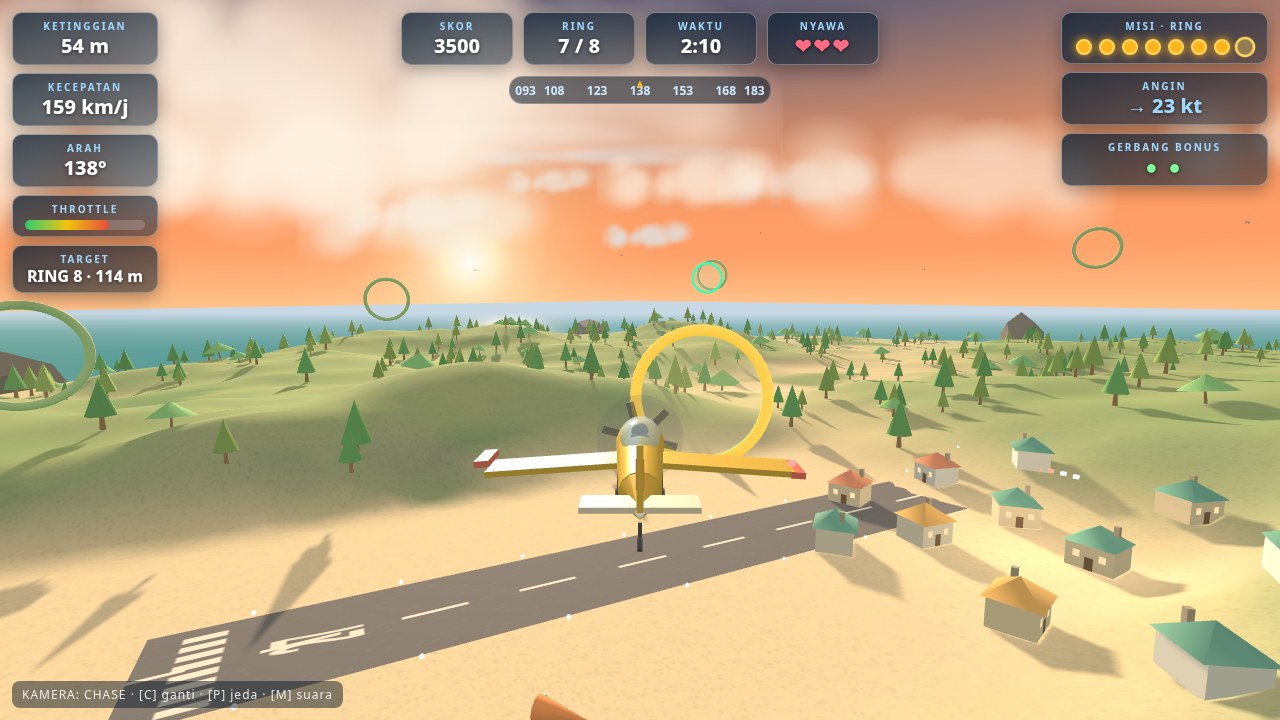 KETINGGIAN
54 m
KECEPATAN
159 km/j
ARAH
138°
THROTTLE
TARGET
RING 8 · 114 m
SKOR
3500
RING
7 / 8
WAKTU
2:10
NYAWA
093 108 123 138 153 168 183
MISI · RING
ANGIN
→ 23 kt
GERBANG BONUS
KAMERA: CHASE · [C] ganti · [P] jeda · [M] suara